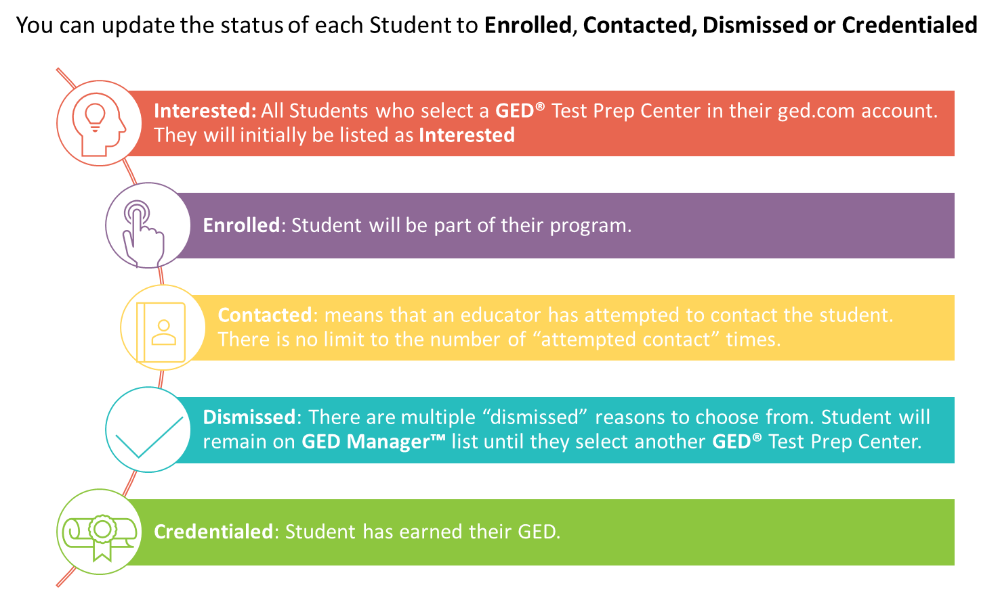 You can update the status of each Student to Enrolled, Contacted, Dismissed or Credentialed
Interested: All Students who select a GED® Test Prep Center in their ged.com account.
They will initially be listed as Interested
Enrolled: Student will be part of their program.
Contacted: means that an educator has attempted to contact the student.
There is no limit to the number of “attempted contact” times.
Dismissed: There are multiple “dismissed” reasons to choose from. Student will
remain on GED Manager™ list until they select another GED® Test Prep Center.
Credentialed: Student has earned their GED.